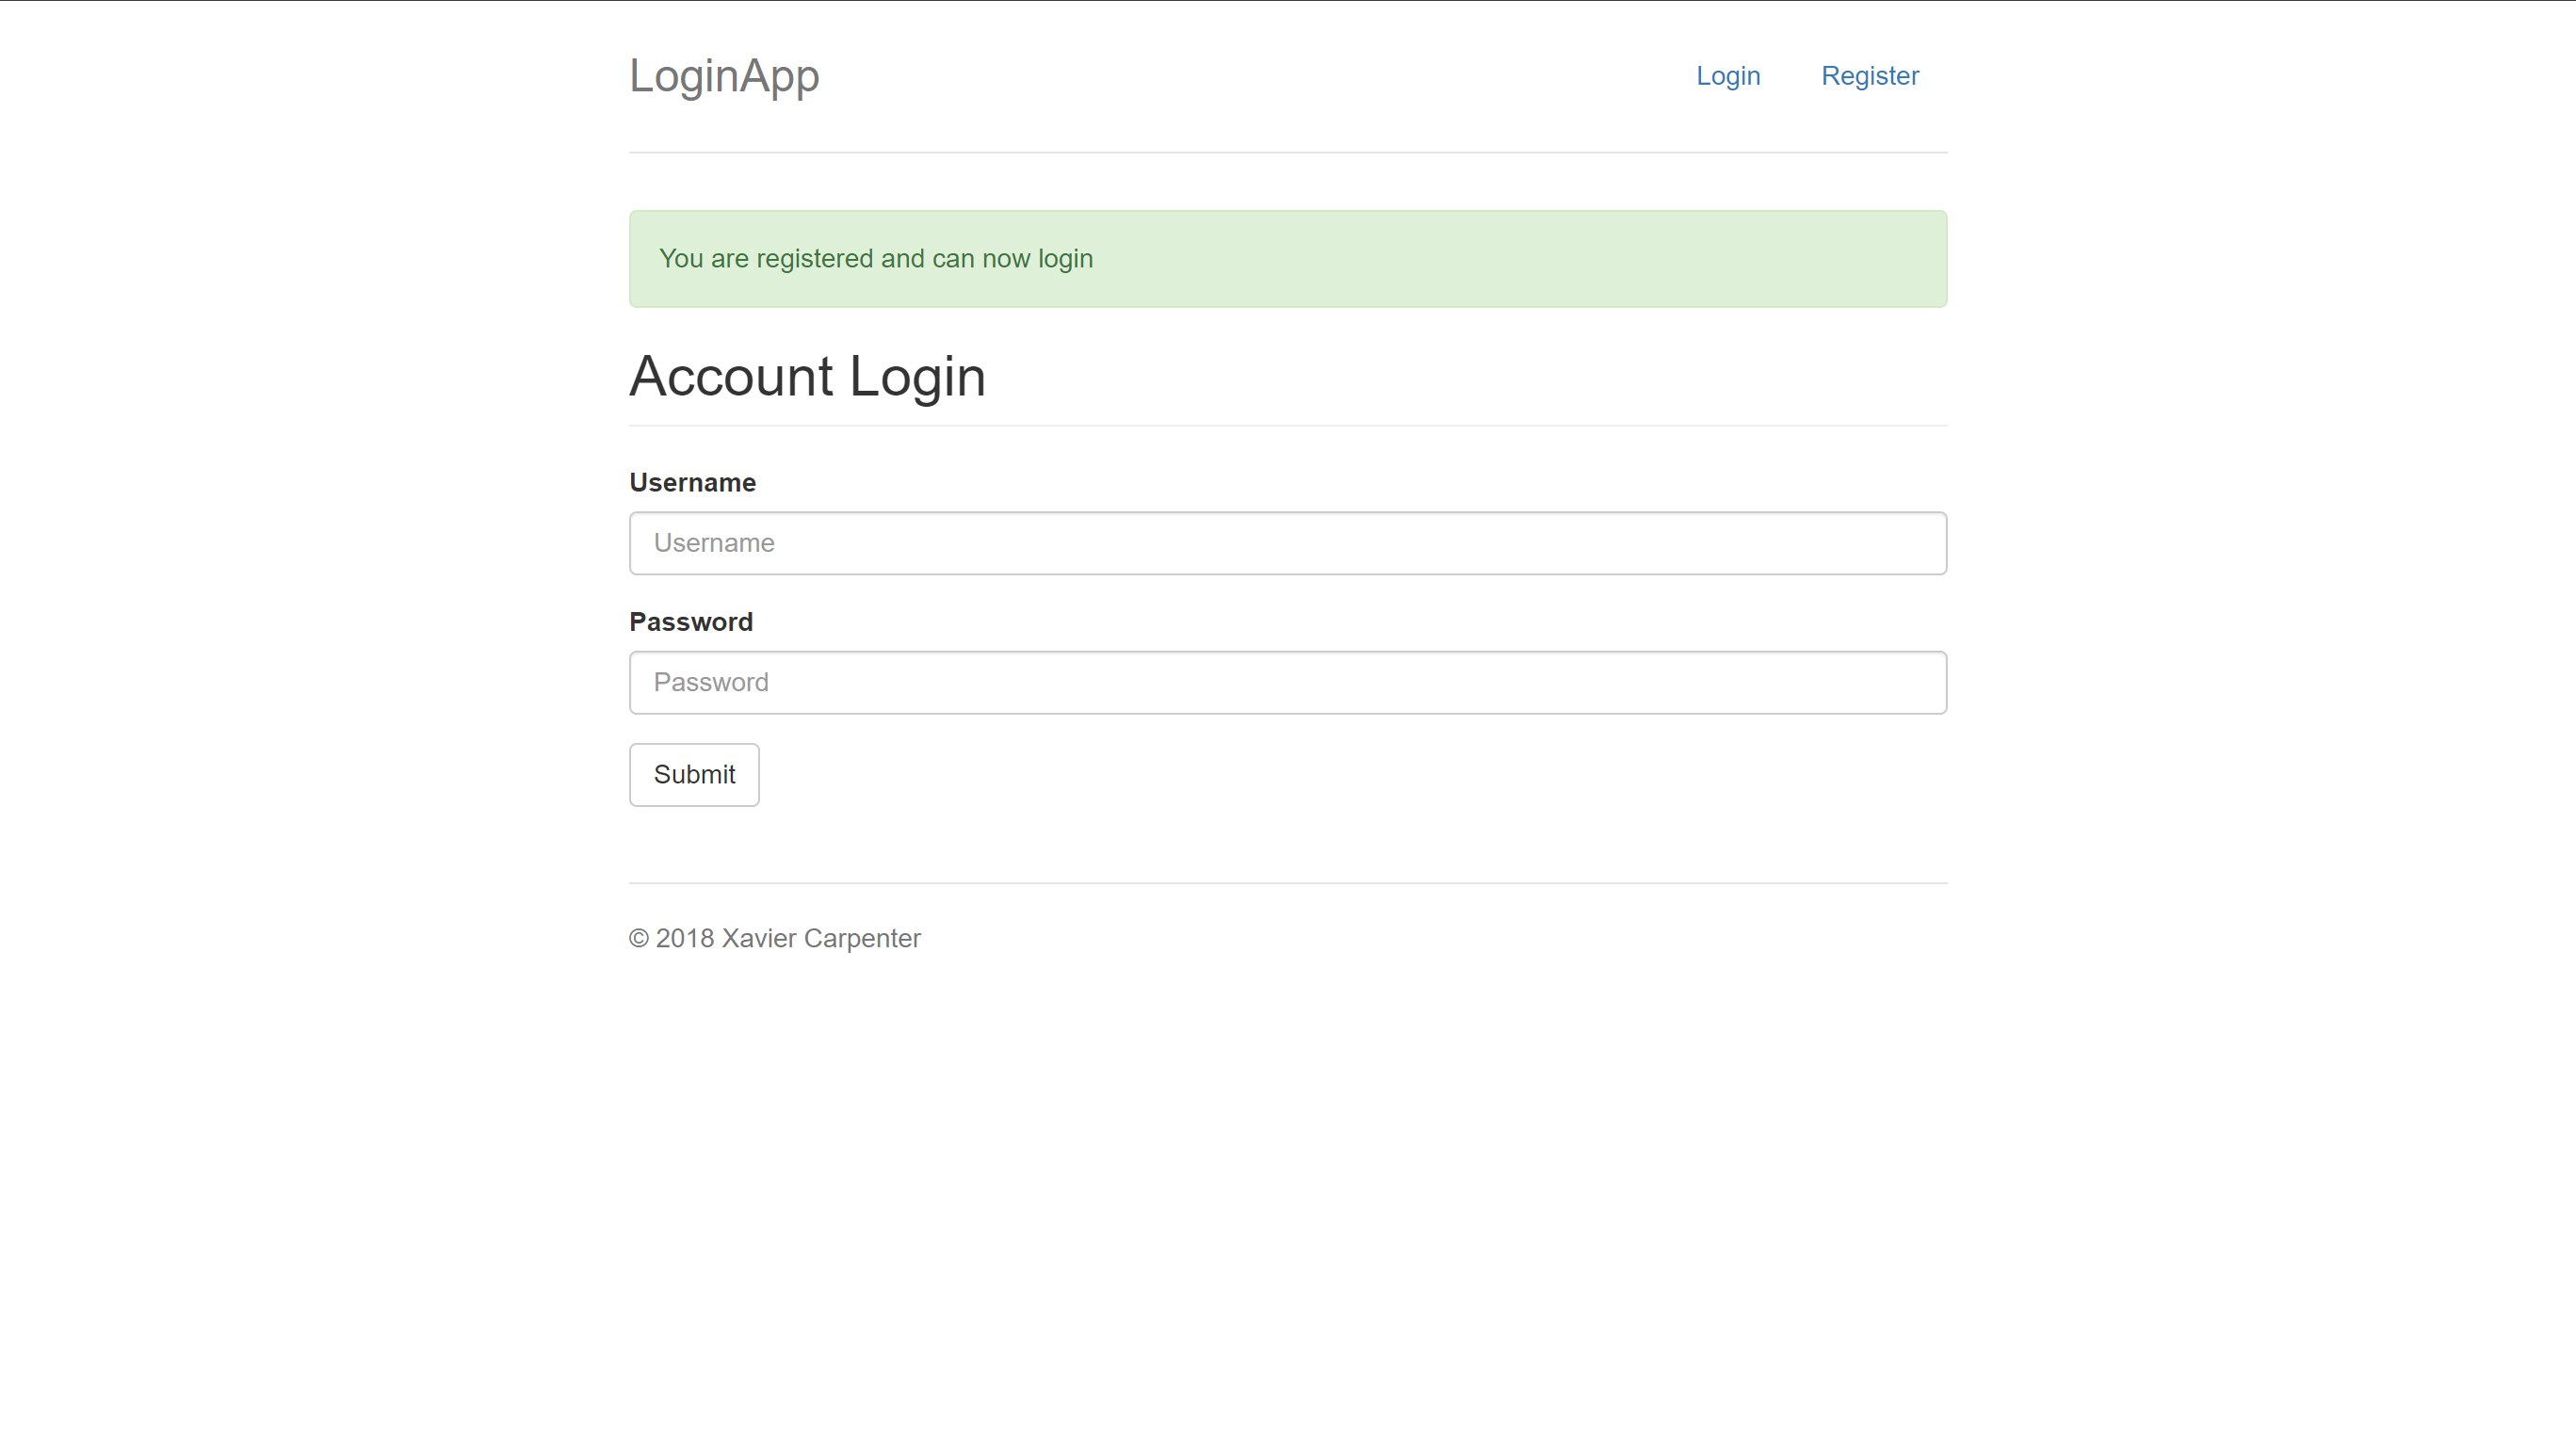 LoginApp
Login
Register
You are registered and can now login
Account Login
Username
Username
Password
Password
Submit
© 2018 Xavier Carpenter